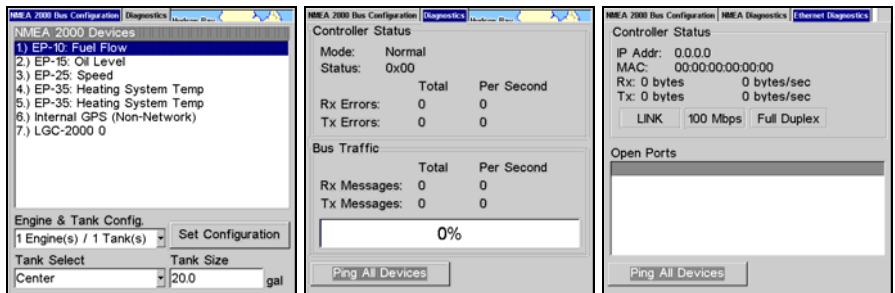 NMEA 2000 Bus Configuration Diagnostics
NMEA 2000 Devices
1.) EP-10: Fuel Flow
2.) EP-15: Oil Level
3.) EP-25: Speed
4.) EP-35: Heating System Temp
5.) EP-35: Heating System Temp
6.) Internal GPS (Non-Network)
7.) LGC-2000 0
Engine & Tank Config.
1 Engine(s) / 1 Tank(s) Set Configuration
Tank Select Tank Size
Center 20.0 gal
NMEA 2000 Bus Configuration Diagnostics
Controller Status
Mode: Normal
Status: 0x00
Total Per Second
Rx Errors: 0 0
Tx Errors: 0 0
Bus Traffic
Total Per Second
Rx Messages: 0 0
Tx Messages: 0 0
0%
Ping All Devices
NMEA 2000 Bus Configuration NMEA Diagnostics Ethernet Diagnostics
Controller Status
IP Addr: 0.0.0.0
MAC: 00:00:00:00:00:00
Rx: 0 bytes 0 bytes/sec
Tx: 0 bytes 0 bytes/sec
LINK 100 Mbps Full Duplex
Open Ports
Ping All Devices